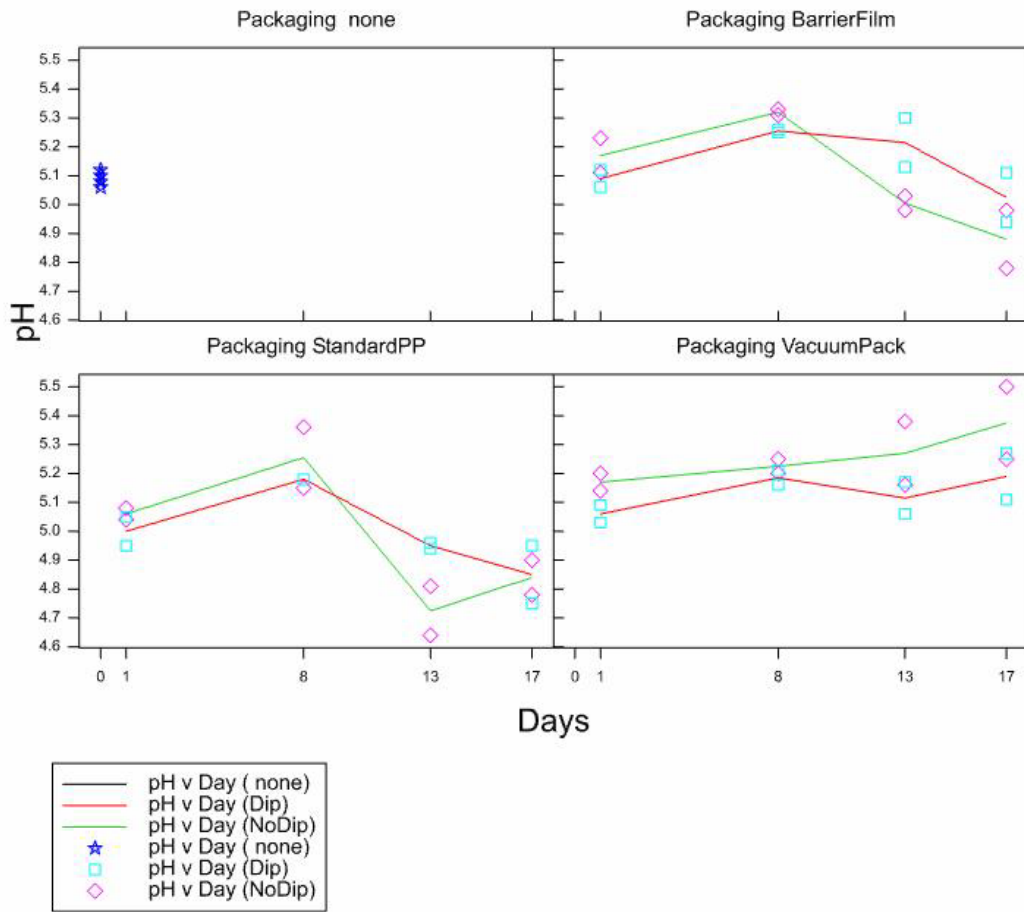 Packaging none
Packaging BarrierFilm
5.5
5.4
5.3
5.2
5.1
5.0
4.9
4.8
4.7
4.6
pH
Packaging StandardPP
Packaging VacuumPack
5.5
5.4
5.3
5.2
5.1
5.0
4.9
4.8
4.7
4.6
0 1 8 13 17 0 1 8 13 17
Days
pH v Day ( none)
pH v Day (Dip)
pH v Day (NoDip)
pH v Day ( none)
pH v Day (Dip)
pH v Day (NoDip)